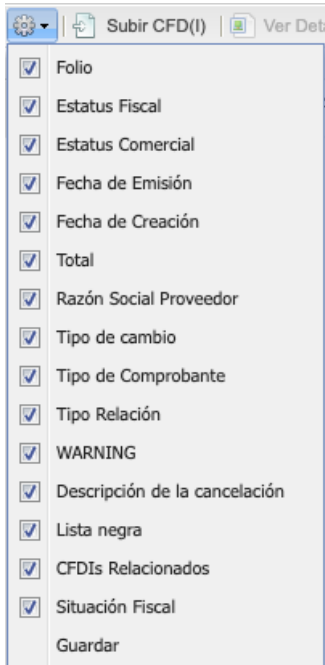 Subir CFD(I) Ver
Folio
Estatus Fiscal
Estatus Comercial
Fecha de Emisión
Fecha de Creación
Total
Razón Social Proveedor
Tipo de cambio
Tipo de Comprobante
Tipo Relación
WARNING
Descripción de la cancelación
Lista negra
CFDIs Relacionados
Situación Fiscal
Guardar